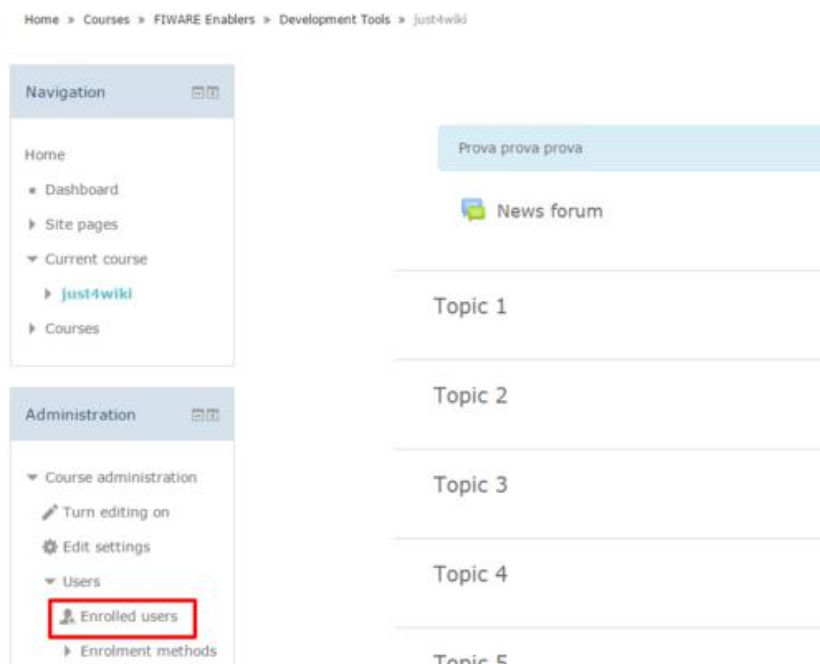 Home » Courses » FIWARE Enablers » Development Tools » just4wiki
Navigation
Home
Dashboard
Site pages
Current course
just4wiki
Courses
Administration
Course administration
Turn editing on
Edit settings
Users
Enrolled users
Enrolment methods
Prova prova prova
News forum
Topic 1
Topic 2
Topic 3
Topic 4
Topic 5